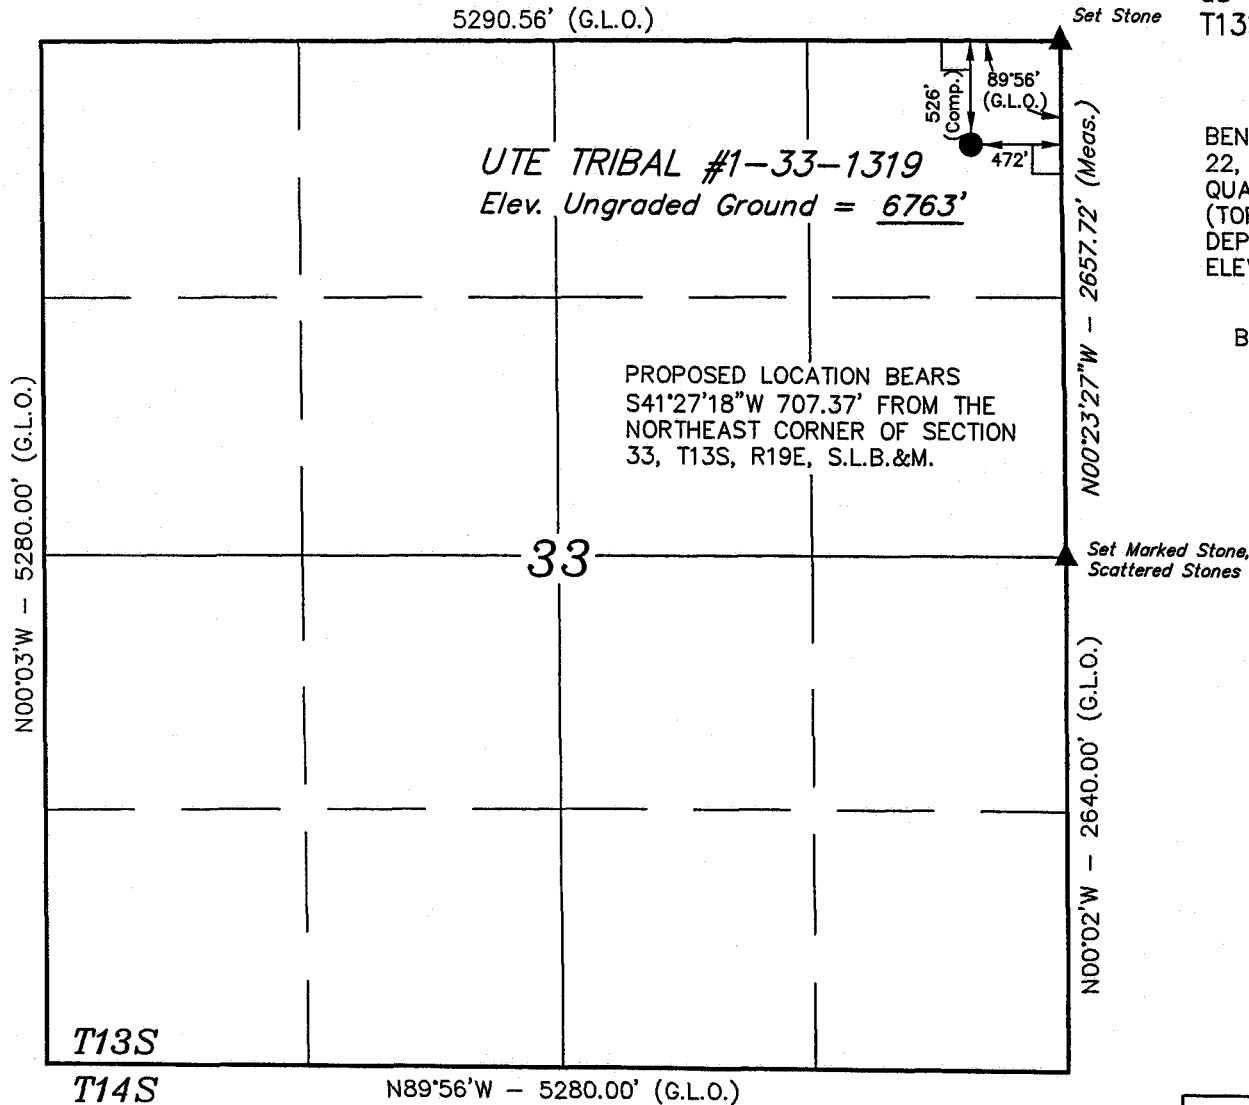 5290.56' (G.L.O.)
Set Stone
T13
526'
(Comp.)
89°56'
(G.L.O.)
472'
UTE TRIBAL #1-33-1319
Elev. Ungraded Ground = 6763'
N00°23'27"W - 2657.72' (Meas.)
BEN
22,
QUA
(TO
DEP
ELE
B
PROPOSED LOCATION BEARS
S41°27'18"W 707.37' FROM THE
NORTHEAST CORNER OF SECTION
33, T13S, R19E, S.L.B.&M.
N00°03'W - 5280.00' (G.L.O.)
33
Set Marked Stone,
Scattered Stones
N00°02'W - 2640.00' (G.L.O.)
T13S
T14S
N89°56'W - 5280.00' (G.L.O.)